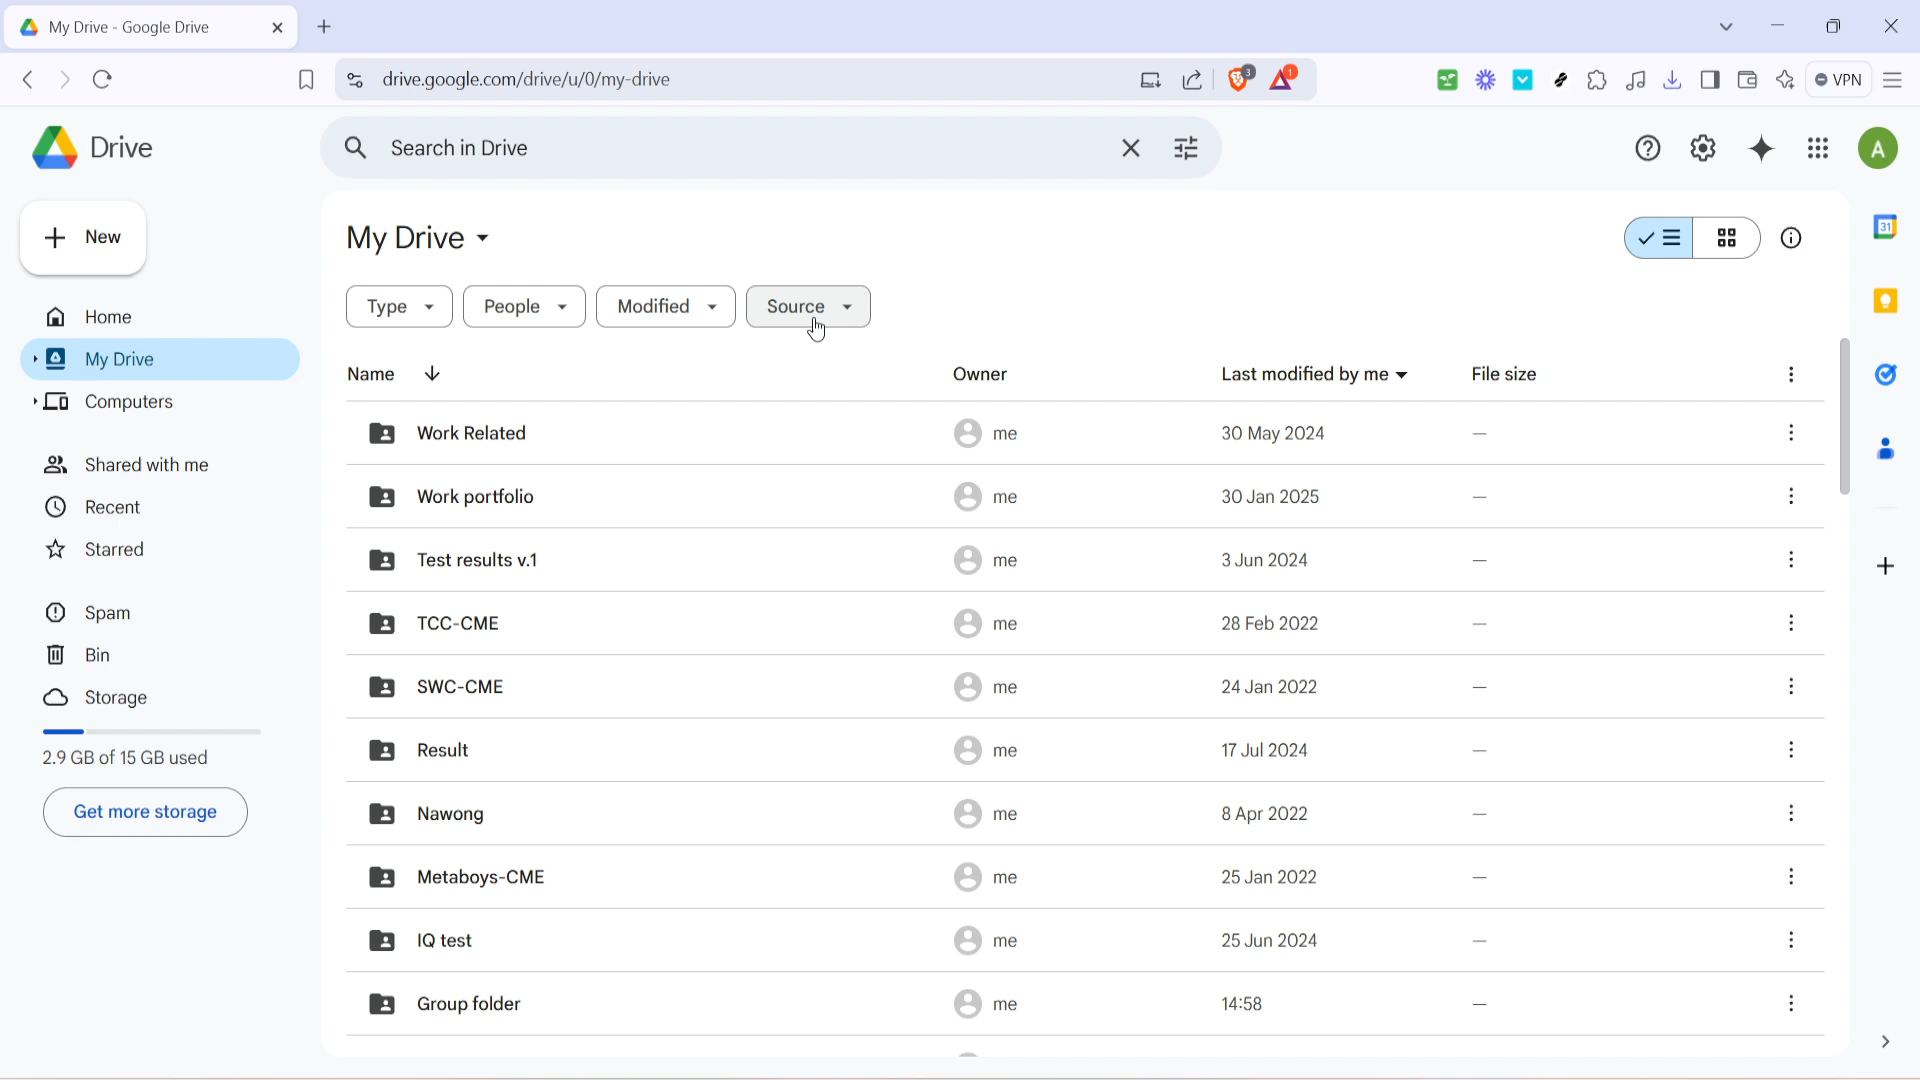 My Drive - Google Drive
drive.google.com/drive/u/0/my-drive
3
1
VPN
Drive
Search in Drive
A
New
My Drive
31
Type
People
Modified
Source
Home
My Drive
Computers
Shared with me
Recent
Starred
Spam
Bin
Storage
2.9 GB of 15 GB used
Get more storage
Name Owner Last modified by me File size
Work Related me 30 May 2024 —
Work portfolio me 30 Jan 2025 —
Test results v.1 me 3 Jun 2024 —
TCC-CME me 28 Feb 2022 —
SWC-CME me 24 Jan 2022 —
Result me 17 Jul 2024 —
Nawong me 8 Apr 2022 —
Metaboys-CME me 25 Jan 2022 —
IQ test me 25 Jun 2024 —
Group folder me 14:58 —